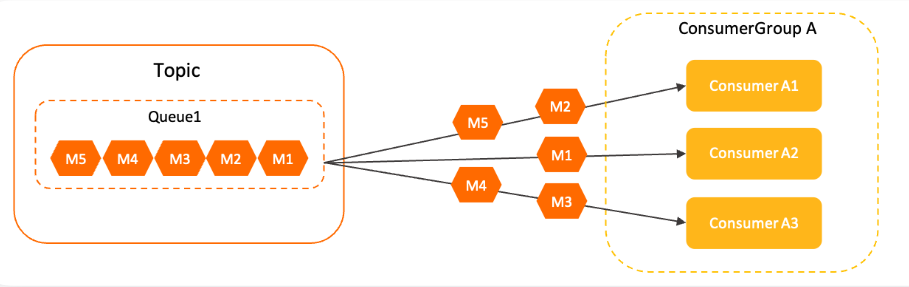 ConsumerGroup A
Topic
Queue1
M5 M4 M3 M2 M1
M5 M2
M1
M4 M3
Consumer A1
Consumer A2
Consumer A3